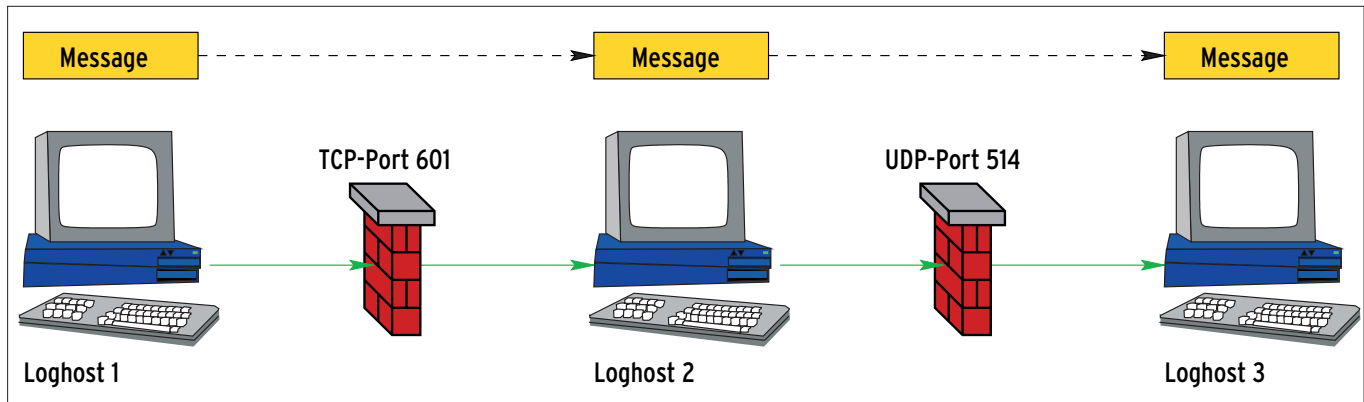 Message
Message
Message
TCP-Port 601
UDP-Port 514
Loghost 1
Loghost 2
Loghost 3